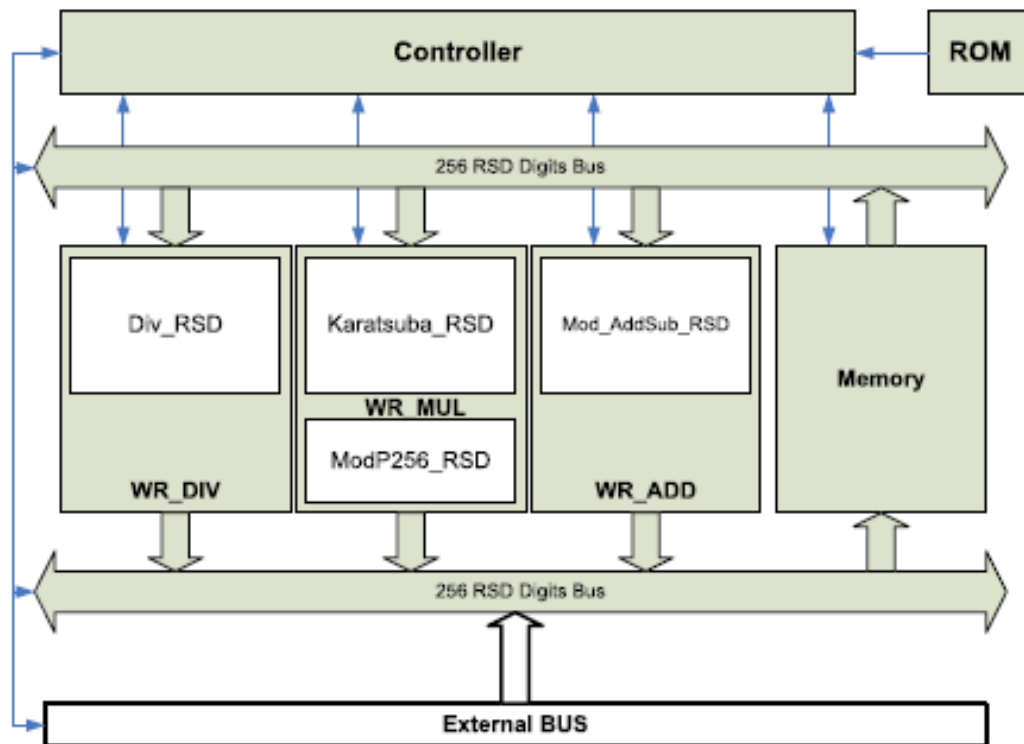 Controller
ROM
256 RSD Digits Bus
Div_RSD
Karatsuba_RSD
Mod_AddSub_RSD
Memory
WR_MUL
ModP256_RSD
WR_DIV
WR_ADD
256 RSD Digits Bus
External BUS